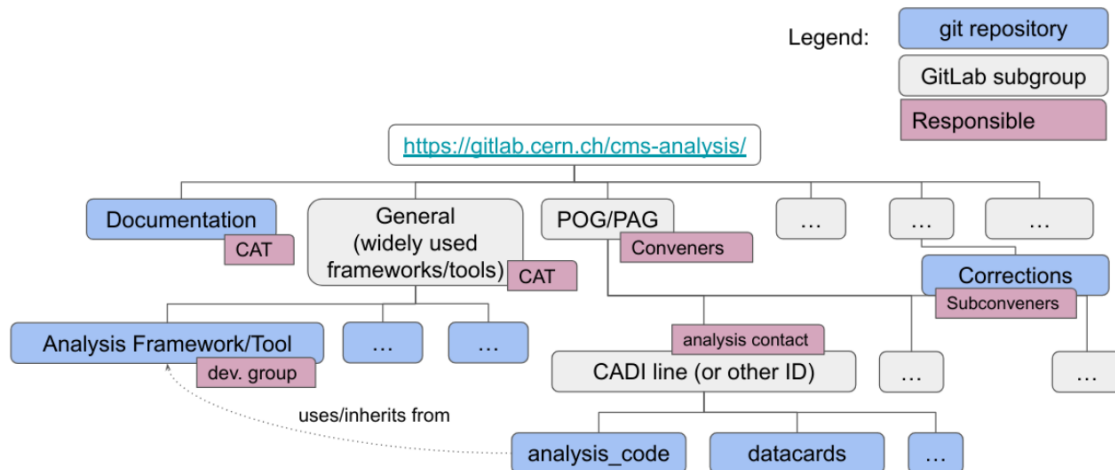 Legend:
git repository
GitLab subgroup
Responsible
https://gitlab.cern.ch/cms-analysis/
Documentation
CAT
General
(widely used
frameworks/tools)
CAT
POG/PAG
Conveners
...
...
...
Corrections
Subconveners
Analysis Framework/Tool
dev. group
...
...
analysis contact
CADI line (or other ID)
...
...
uses/inherits from
analysis_code
datacards
...